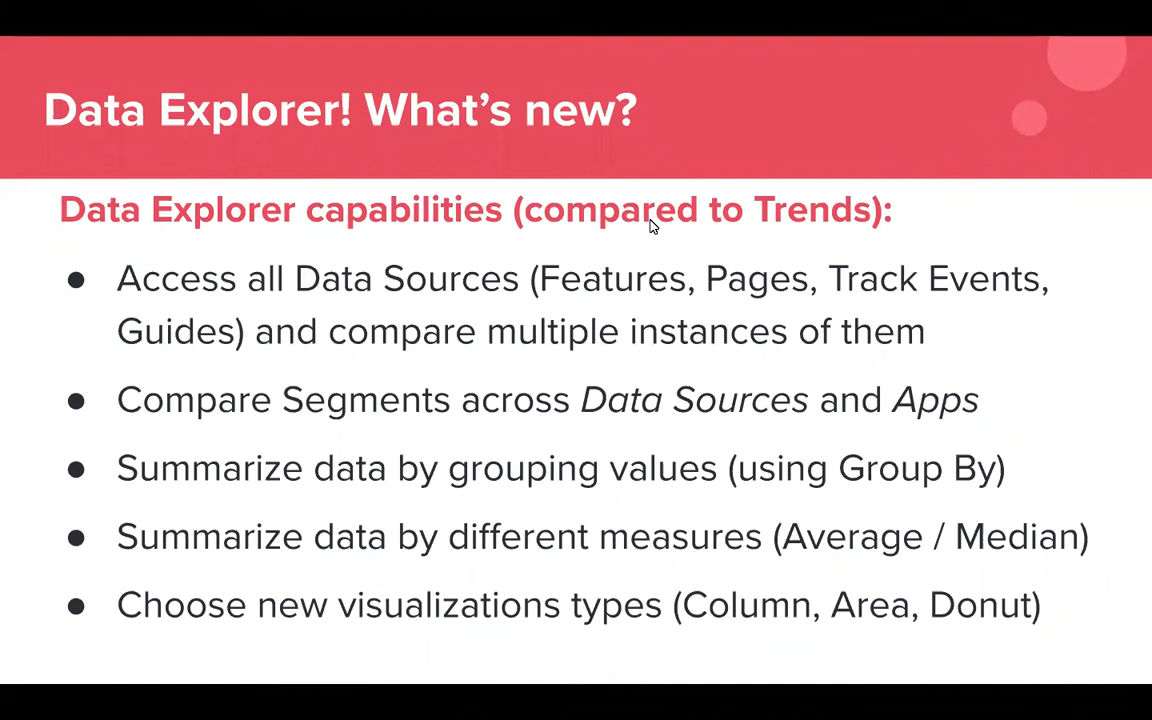 Data Explorer! What's new?
Data Explorer capabilities (compared to Trends):
● Access all Data Sources (Features, Pages, Track Events,
Guides) and compare multiple instances of them
● Compare Segments across Data Sources and Apps
● Summarize data by grouping values (using Group By)
● Summarize data by different measures (Average / Median)
● Choose new visualizations types (Column, Area, Donut)